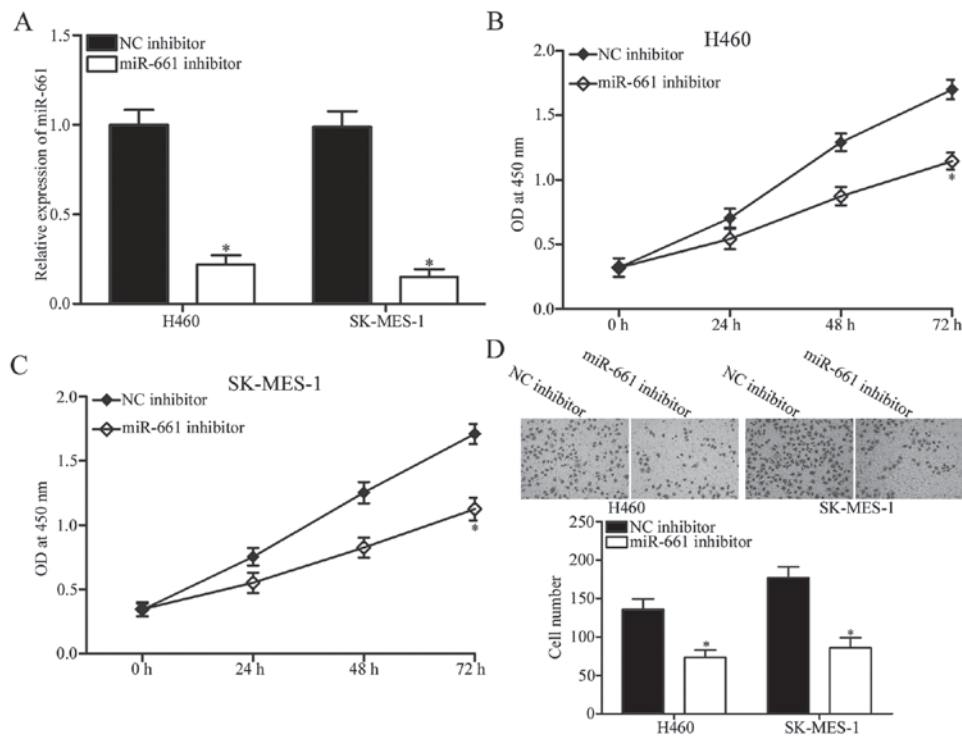 A
Relative expression of miR-661
1.5
1.0
0.5
0.0
NC inhibitor
miR-661 inhibitor
*
*
H460
SK-MES-1
B
H460
OD at 450 nm
2.0
1.5
1.0
0.5
0.0
NC inhibitor
miR-661 inhibitor
*
0 h
24 h
48 h
72 h
C
SK-MES-1
OD at 450 nm
2.0
1.5
1.0
0.5
0.0
NC inhibitor
miR-661 inhibitor
*
0 h
24 h
48 h
72 h
D
NC inhibitor
miR-661 inhibitor
NC inhibitor
miR-661 inhibitor
H460
SK-MES-1
Cell number
250
200
150
100
50
0
NC inhibitor
miR-661 inhibitor
*
*
H460
SK-MES-1